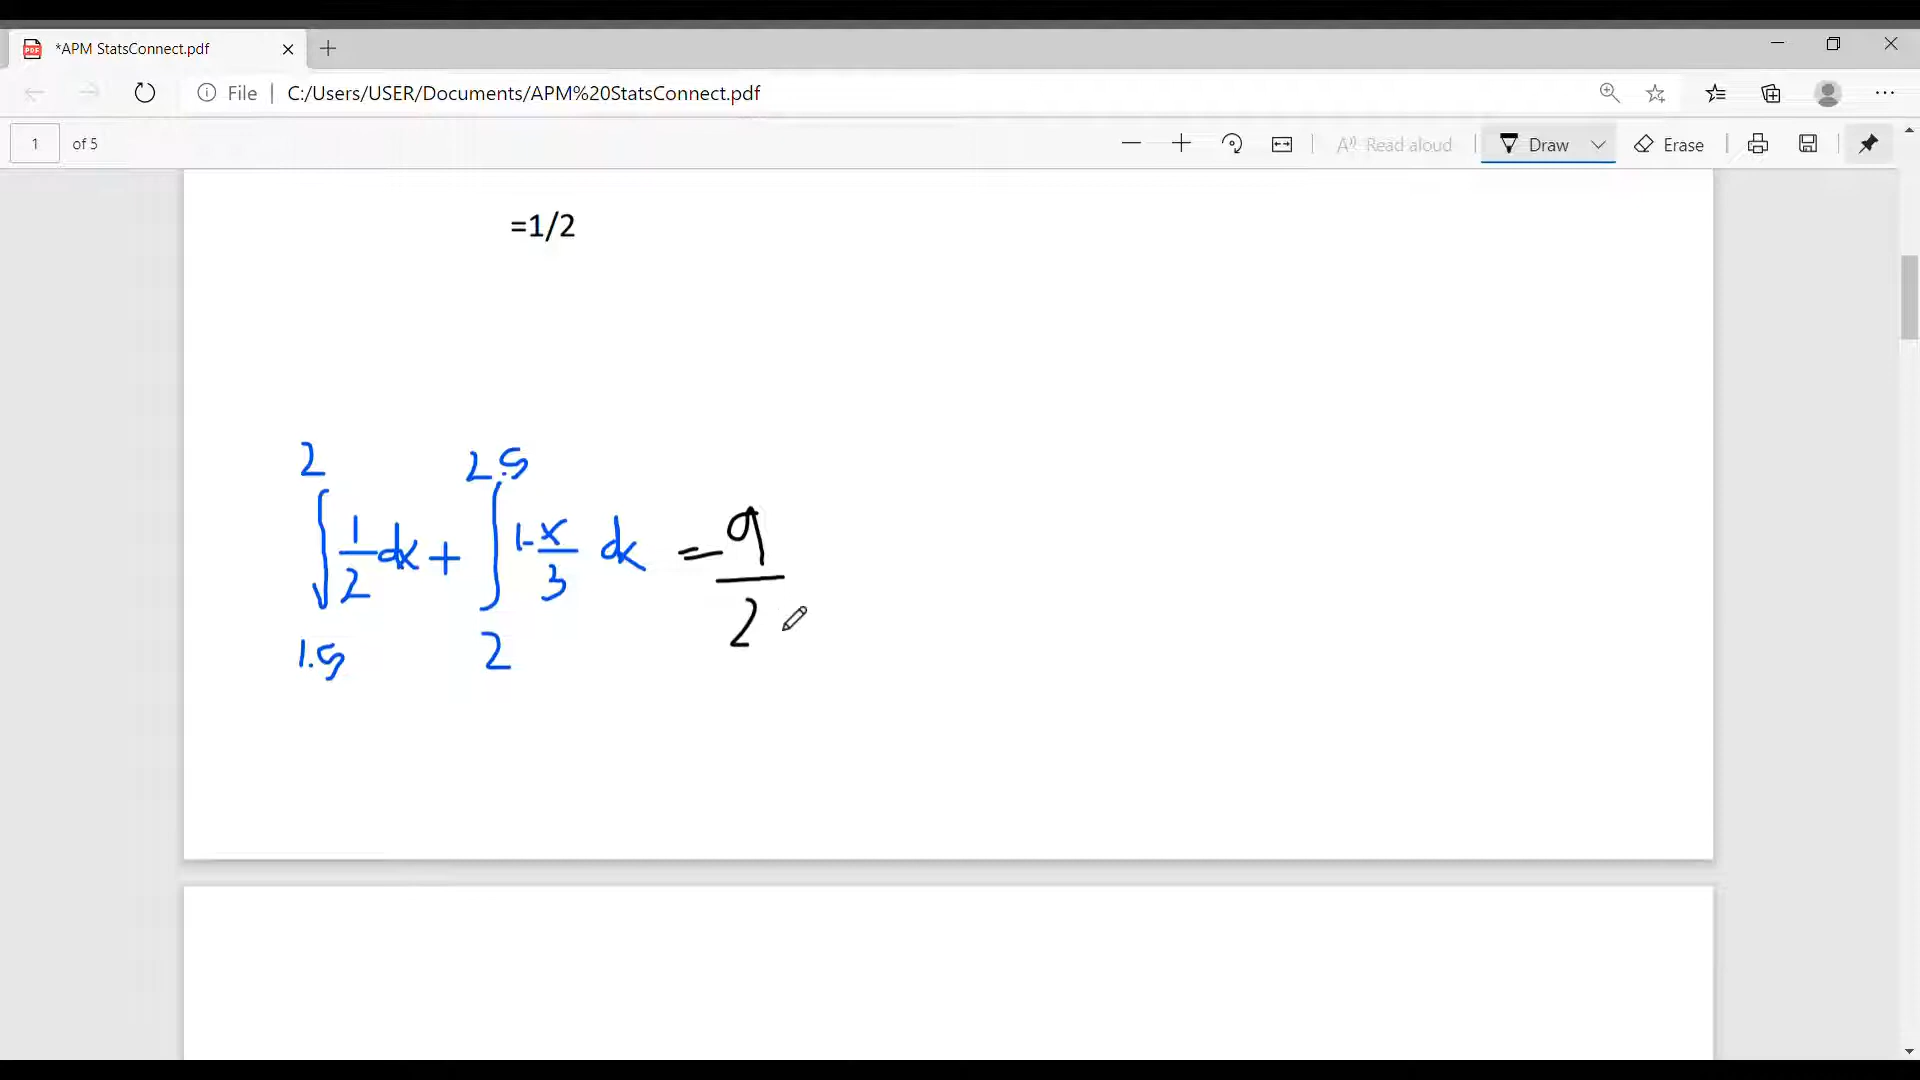 *APM StatsConnect.pdf
File | C:/Users/USER/Documents/APM%20StatsConnect.pdf
1 of 5
Read aloud
Draw
Erase
=1/2
2 2.5
∫ 1/2 dx + ∫ 1-x/3 dx = 9/2
1.5 2